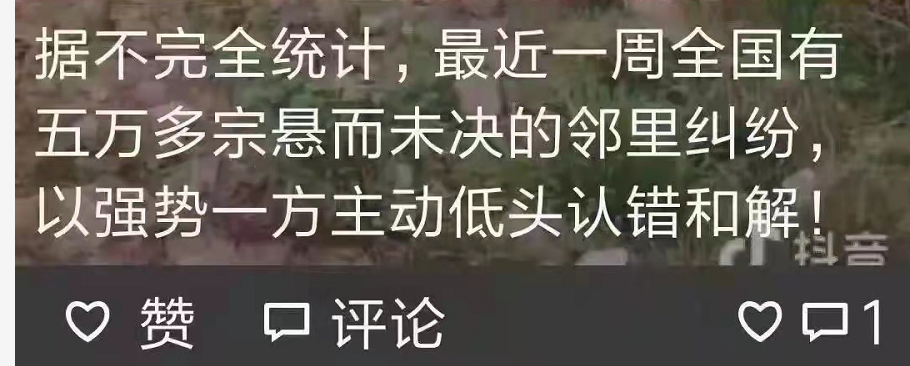 据不完全统计，最近一周全国有
五万多宗悬而未决的邻里纠纷，
以强势一方主动低头认错和解！
抖音
赞 评论 1